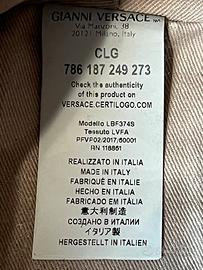 GIANNI VERSACE
Via Manzoni, 38
20121 Milano, Italy
CLG
786 187 249 273
Check the authenticity
of this product on
VERSACE.CERTILOGO.COM
Modello LBF374S
Tessuto LVFA
PFVP02/2017/60001
RN 116861
REALIZZATO IN ITALIA
MADE IN ITALY
FABRIQUÉ EN ITALIE
HECHO EN ITALIA
FABRICADO EM ITÁLIA
意大利制造
СОЗДАНО В ИТАЛИИ
イタリア製
HERGESTELLT IN ITALIEN